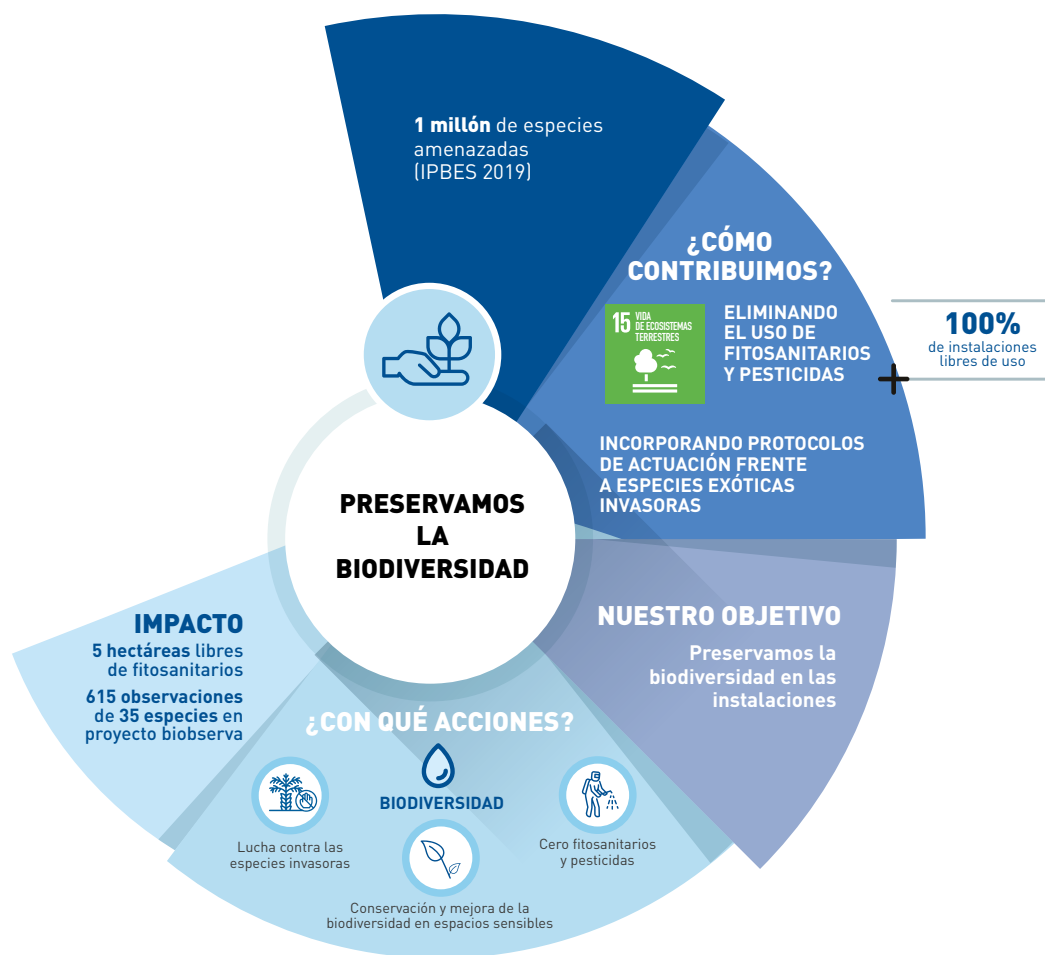 1 millón de especies
amenazadas
(IPBES 2019)
¿CÓMO
CONTRIBUIMOS?
15 VIDA
DE ECOSISTEMAS
TERRESTRES
ELIMINANDO
EL USO DE
FITOSANITARIOS
Y PESTICIDAS
100%
de instalaciones
libres de uso
INCORPORANDO PROTOCOLOS
DE ACTUACIÓN FRENTE
A ESPECIES EXÓTICAS
INVASORAS
PRESERVAMOS
LA
BIODIVERSIDAD
NUESTRO OBJETIVO
Preservamos la
biodiversidad en las
instalaciones
¿CON QUÉ ACCIONES?
BIODIVERSIDAD
Lucha contra las
especies invasoras
Conservación y mejora de la
biodiversidad en espacios sensibles
Cero fitosanitarios
y pesticidas
IMPACTO
5 hectáreas libres
de fitosanitarios
615 observaciones
de 35 especies en
proyecto biobserva